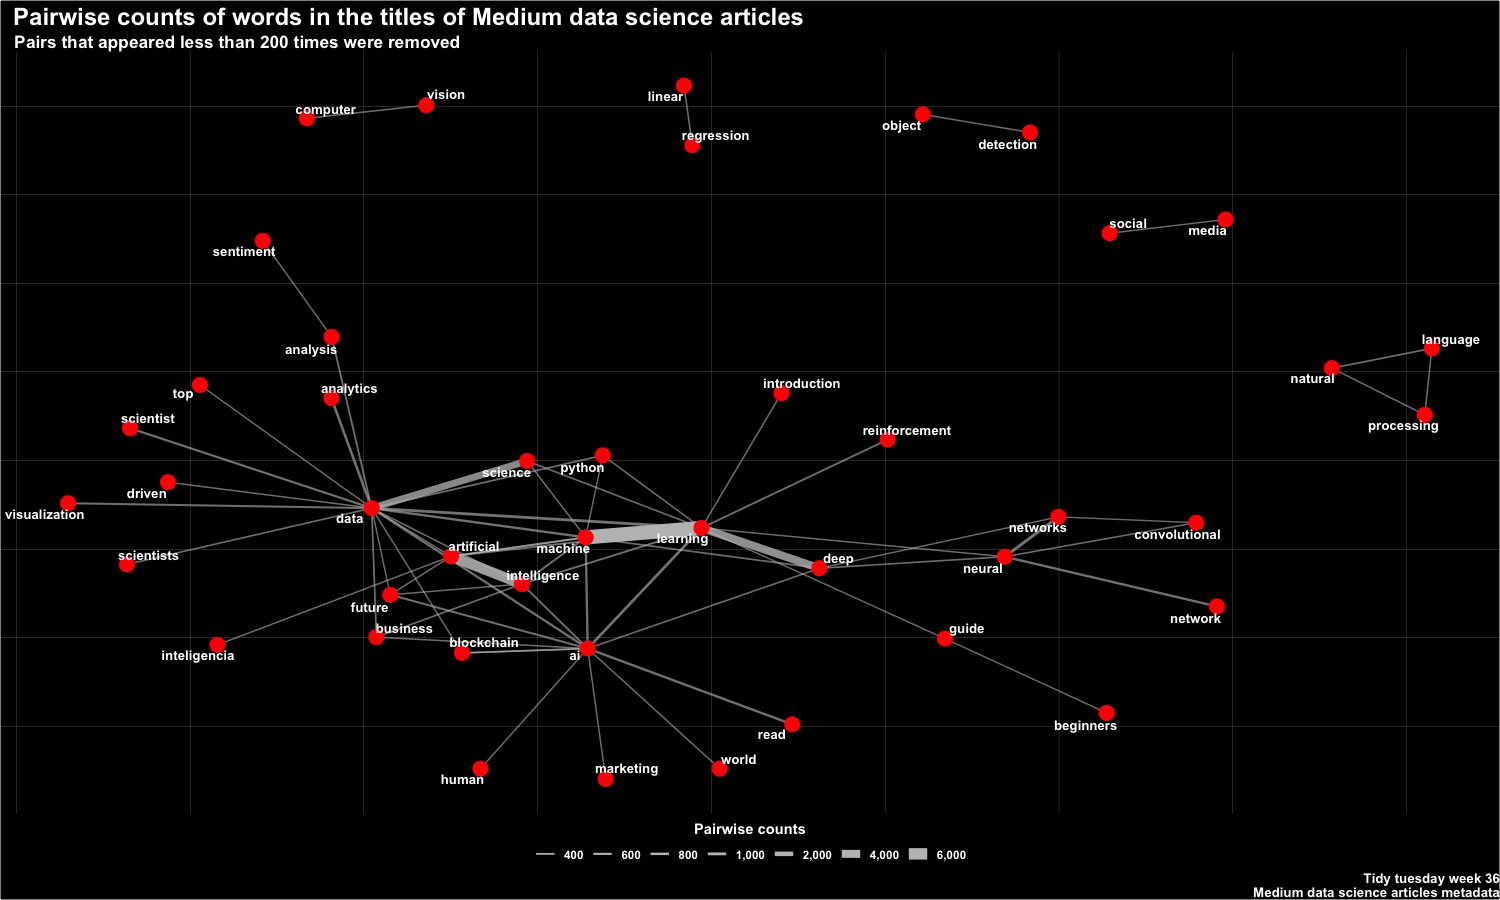 Pairwise counts of words in the titles of Medium data science articles
Pairs that appeared less than 200 times were removed
computer
vision
linear
regression
object
detection
social
media
sentiment
analysis
language
natural
processing
top
analytics
introduction
scientist
reinforcement
science
python
driven
visualization
data
networks
convolutional
learning
machine
artificial
scientists
deep
neural
intelligence
future
network
business
blockchain
guide
inteligencia
ai
beginners
read
world
human
marketing
Pairwise counts
400 600 800 1,000 2,000 4,000 6,000
Tidy tuesday week 36
Medium data science articles metadata